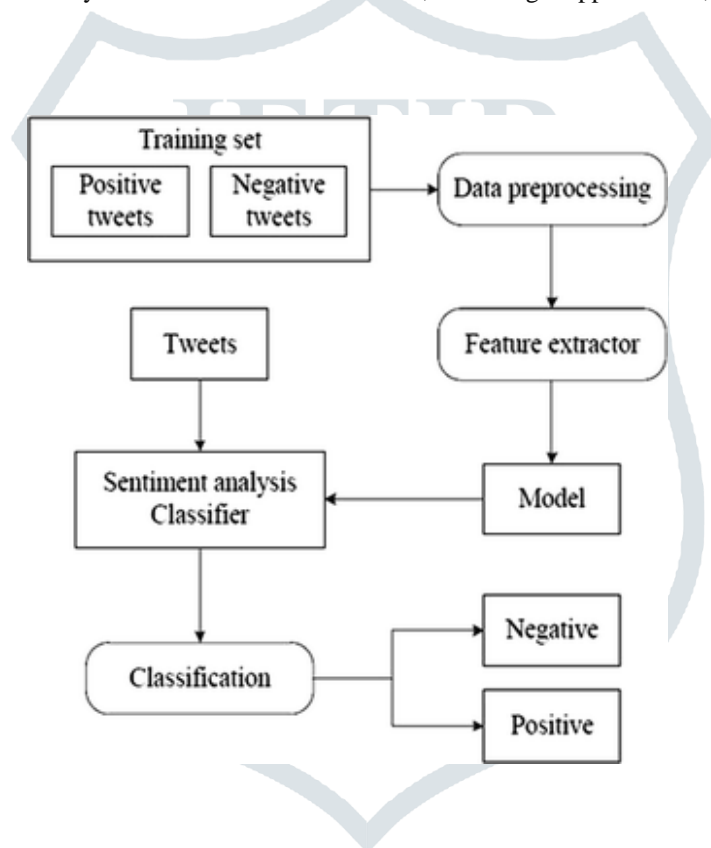 Training set
Positive
tweets
Negative
tweets
Data preprocessing
Tweets
Feature extractor
Sentiment analysis
Classifier
Model
Negative
Classification
Positive